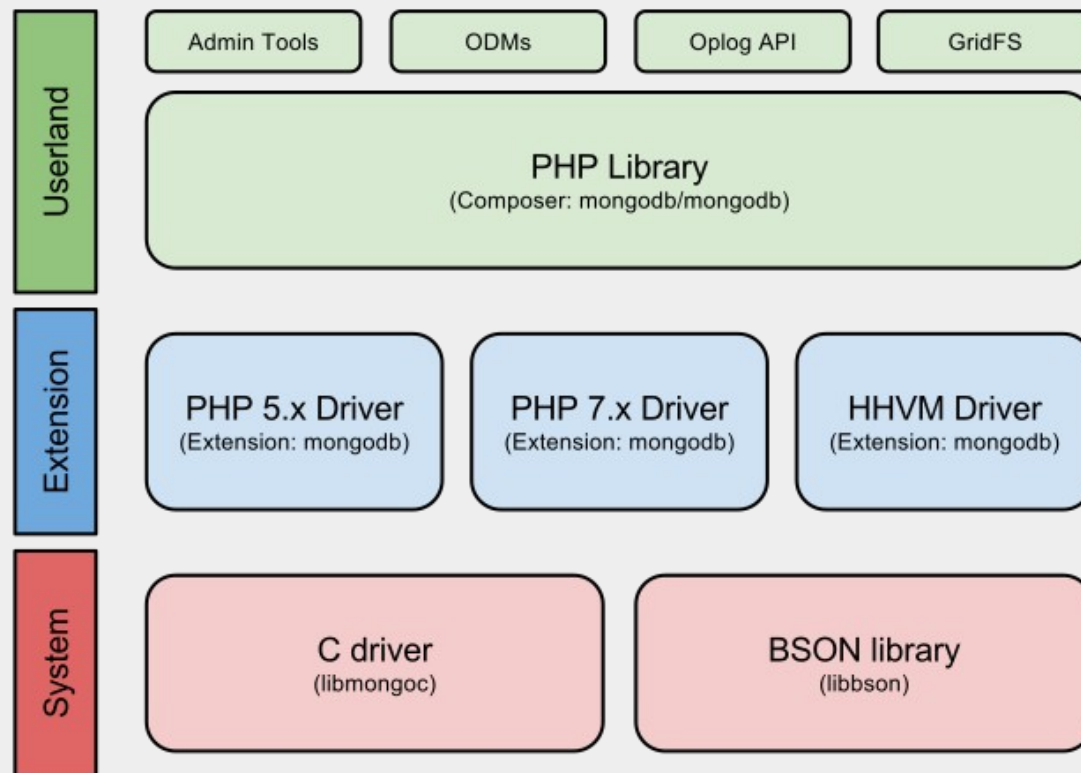 Userland
Admin Tools
ODMs
Oplog API
GridFS
PHP Library
(Composer: mongodb/mongodb)
Extension
PHP 5.x Driver
(Extension: mongodb)
PHP 7.x Driver
(Extension: mongodb)
HHVM Driver
(Extension: mongodb)
System
C driver
(libmongoc)
BSON library
(libbson)